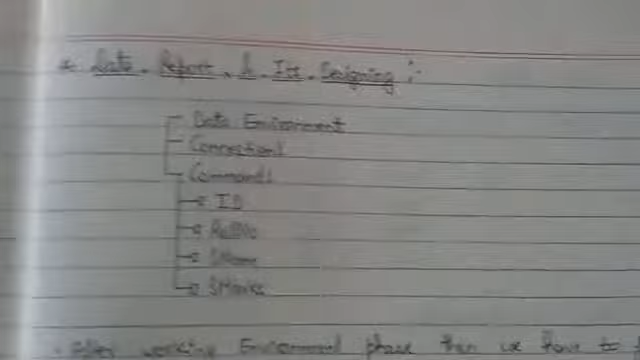 * Data Report & Its Designing :-
Data Environment
Connection1
Command1
ID
RollNo
SName
SMarks
working Environment phase then we have to